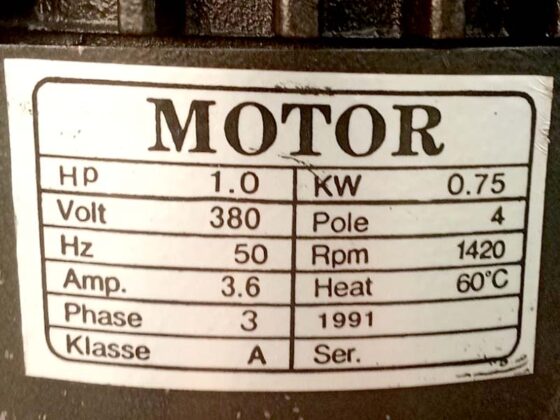 MOTOR
Hp 1.0 KW 0.75
Volt 380 Pole 4
Hz 50 Rpm 1420
Amp. 3.6 Heat 60°C
Phase 3 1991
Klasse A Ser.